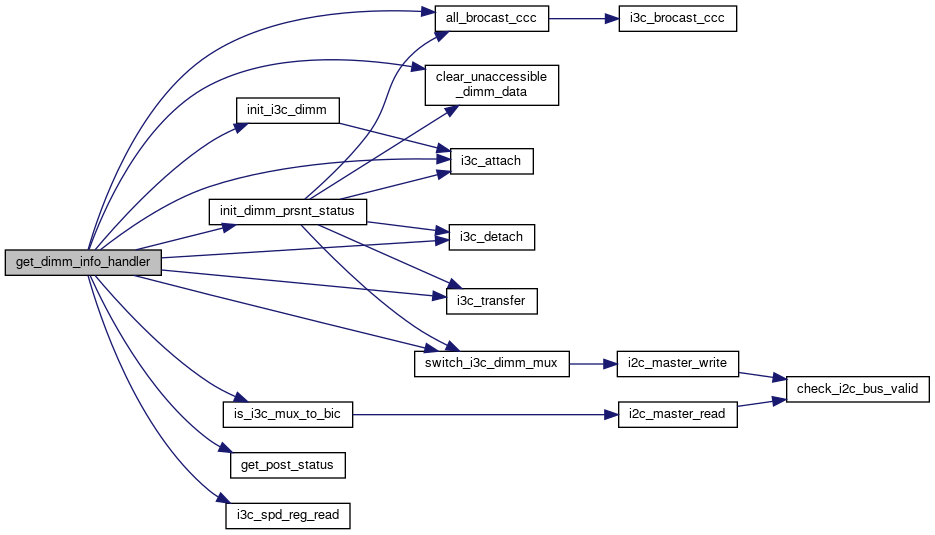 all_brocast_ccc
i3c_brocast_ccc
clear_unaccessible
_dimm_data
init_i3c_dimm
i3c_attach
init_dimm_prsnt_status
i3c_detach
get_dimm_info_handler
i3c_transfer
switch_i3c_dimm_mux
i2c_master_write
check_i2c_bus_valid
is_i3c_mux_to_bic
i2c_master_read
get_post_status
i3c_spd_reg_read